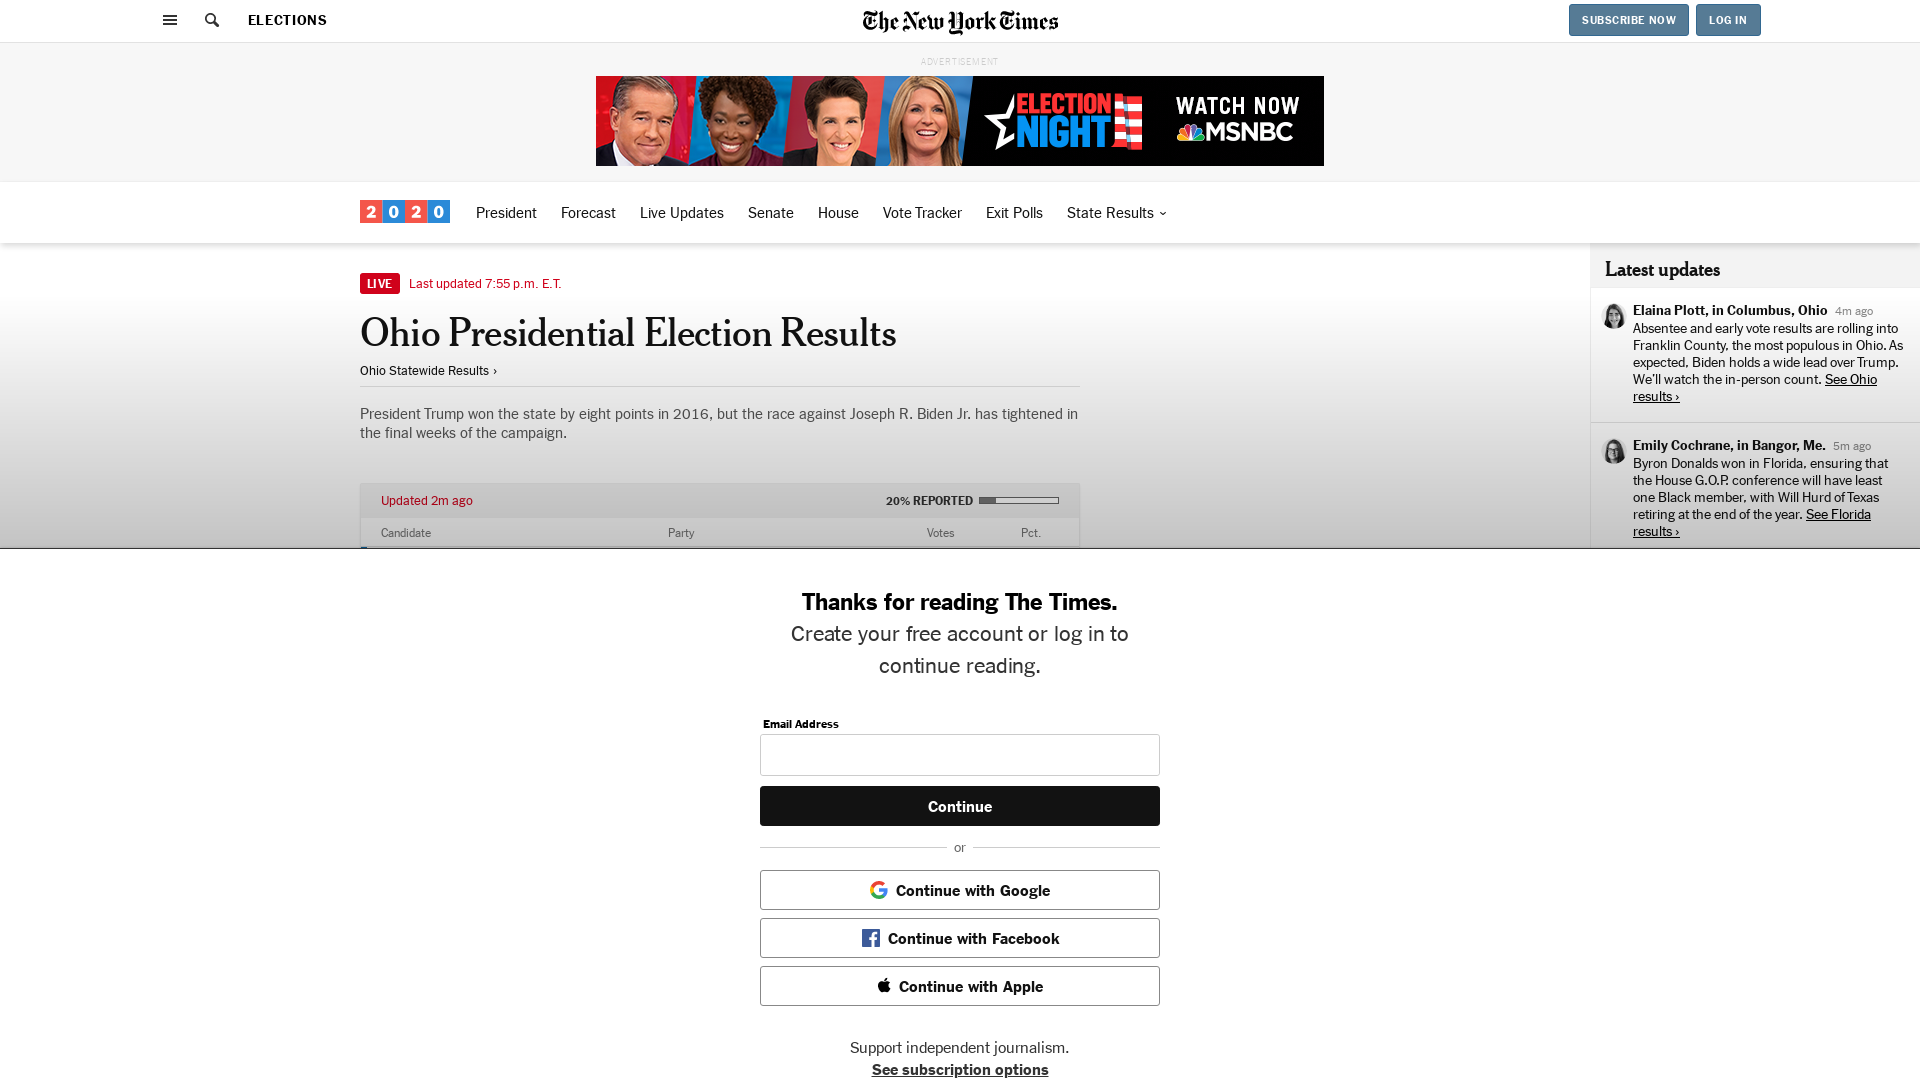 ELECTIONS
The New York Times
SUBSCRIBE NOW
LOG IN
ADVERTISEMENT
ELECTION
NIGHT
WATCH NOW
MSNBC
2020
President
Forecast
Live Updates
Senate
House
Vote Tracker
Exit Polls
State Results
LIVE
Last updated 7:55 p.m. E.T.
Ohio Presidential Election Results
Ohio Statewide Results ›
President Trump won the state by eight points in 2016, but the race against Joseph R. Biden Jr. has tightened in
the final weeks of the campaign.
Updated 2m ago
20% REPORTED
Candidate
Party
Votes
Pct.
Latest updates
Elaina Plott, in Columbus, Ohio 4m ago
Absentee and early vote results are rolling into
Franklin County, the most populous in Ohio. As
expected, Biden holds a wide lead over Trump.
We'll watch the in-person count. See Ohio
results ›
Emily Cochrane, in Bangor, Me. 5m ago
Byron Donalds won in Florida, ensuring that
the House G.O.P. conference will have least
one Black member, with Will Hurd of Texas
retiring at the end of the year. See Florida
results ›
Thanks for reading The Times.
Create your free account or log in to
continue reading.
Email Address
Continue
or
Continue with Google
Continue with Facebook
Continue with Apple
Support independent journalism.
See subscription options